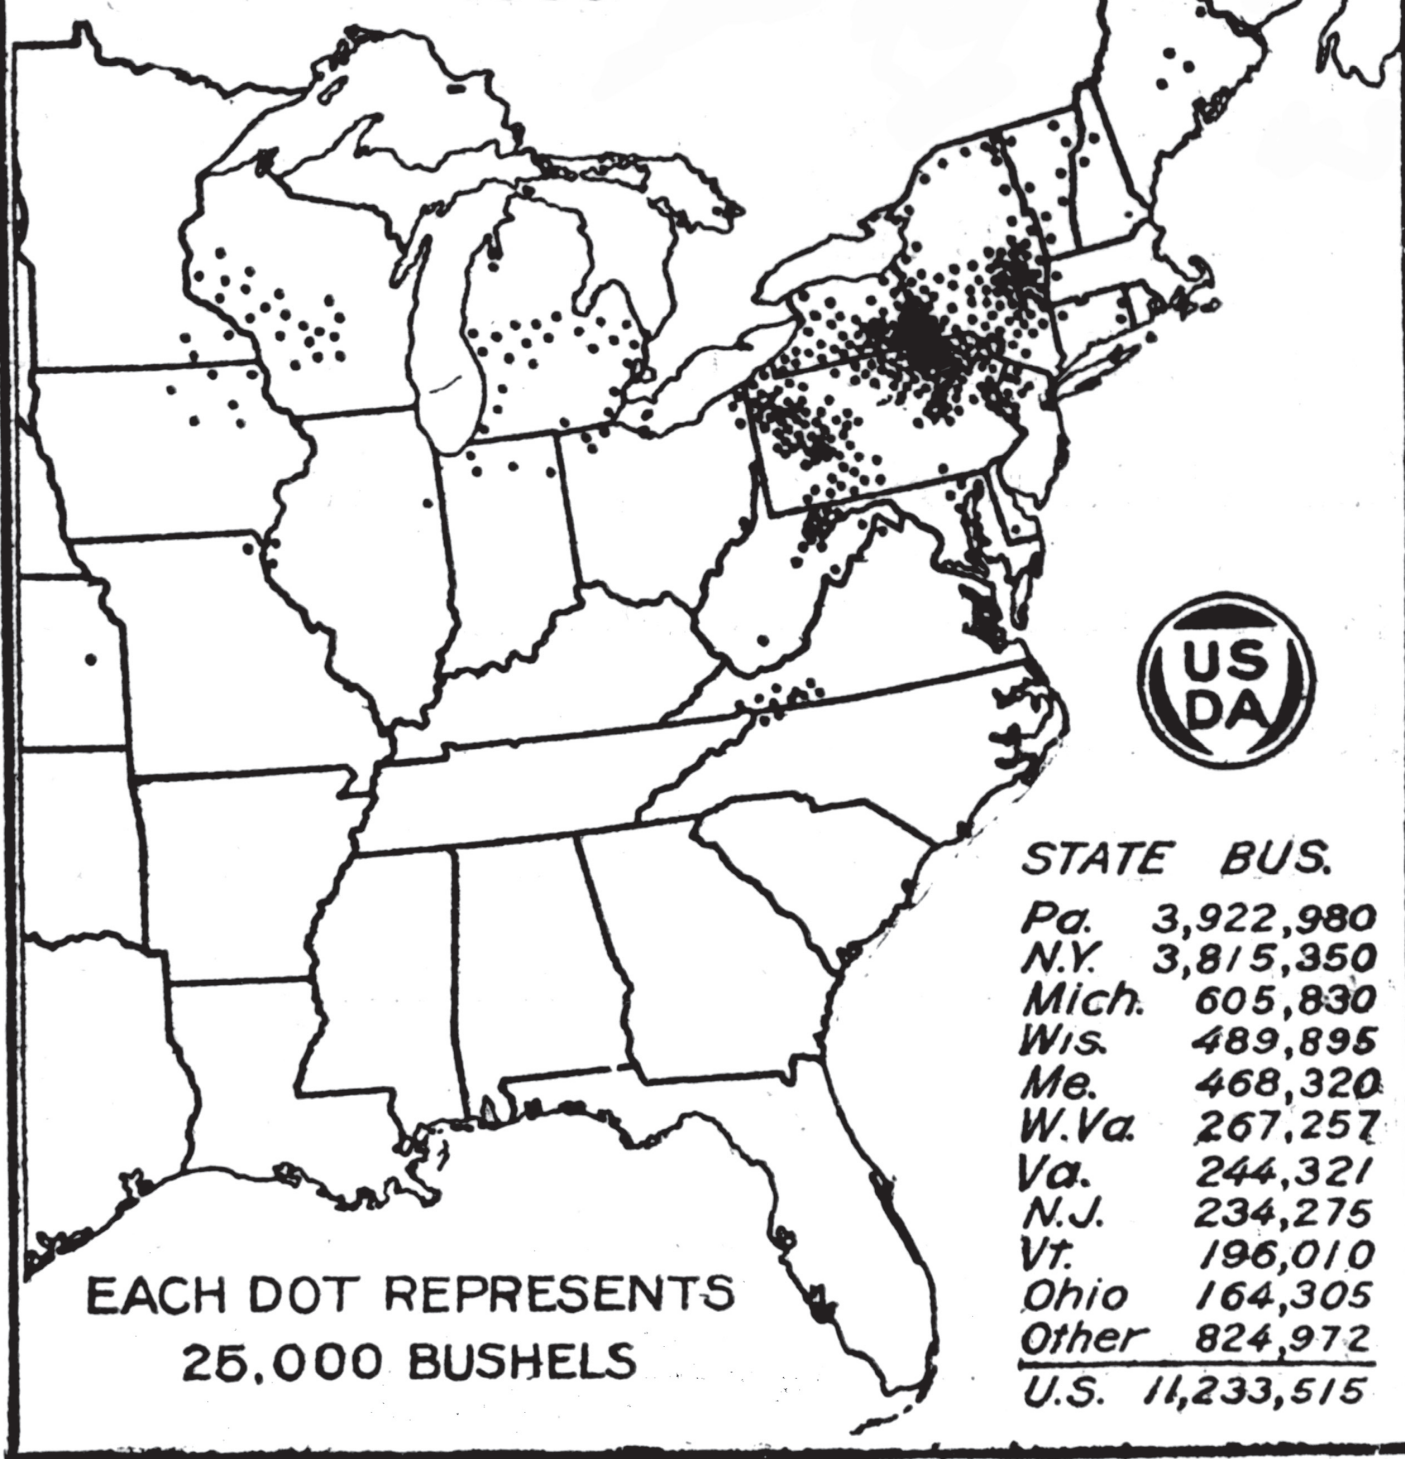 US
DA
STATE BUS.
Pa. 3,922,980
N.Y. 3,815,350
Mich. 605,830
Wis. 489,895
Me. 468,320
W.Va. 267,257
Va. 244,321
N.J. 234,275
Vt. 196,010
Ohio 164,305
Other 824,972
U.S. 11,233,515
EACH DOT REPRESENTS
25,000 BUSHELS